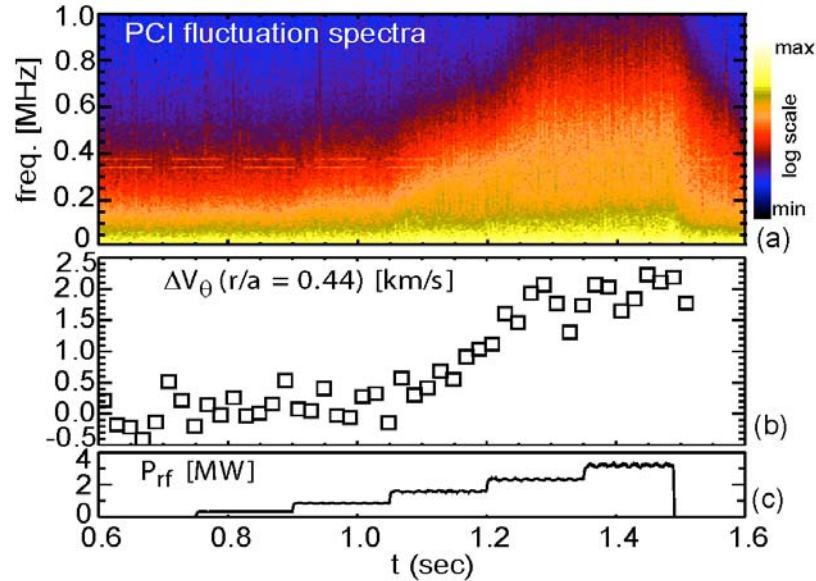 PCI fluctuation spectra
1.0
0.8
0.6
0.4
0.2
0
freq. [MHz]
max
log scale
min
(a)
ΔVθ (r/a = 0.44) [km/s]
2.5
2.0
1.5
1.0
0.5
0.0
-0.5
(b)
Prf [MW]
4
2
0
(c)
0.6 0.8 1.0 1.2 1.4 1.6
t (sec)